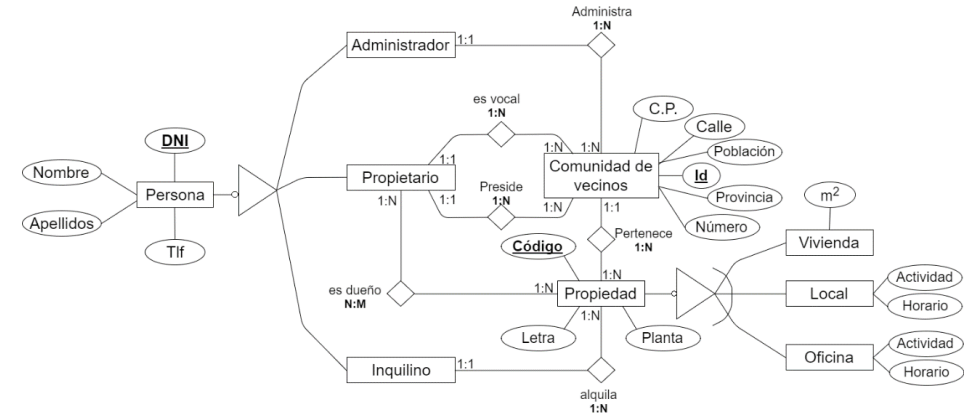 Administra
1:N
Administrador
1:1
es vocal
1:N
C.P.
Calle
DNI
Población
1:N
1:N
Nombre
1:1
Comunidad de
vecinos
Id
Persona
Propietario
Preside
1:N
Provincia
m²
1:N
1:1
1:N
1:1
Apellidos
Número
Pertenece
1:N
Vivienda
Tlf
Código
1:N
Actividad
es dueño
N:M
1:N
Propiedad
Local
Horario
1:N
Letra
Planta
Actividad
Oficina
Inquilino
1:1
Horario
alquila
1:N